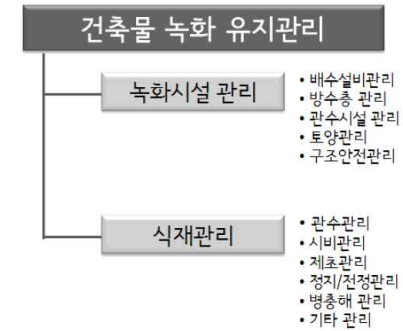 건축물 녹화 유지관리
녹화시설 관리
• 배수설비관리
• 방수층 관리
• 관수시설 관리
• 토양관리
• 구조안전관리
식재관리
• 관수관리
• 시비관리
• 제초관리
• 정지/전정관리
• 병충해 관리
• 기타 관리